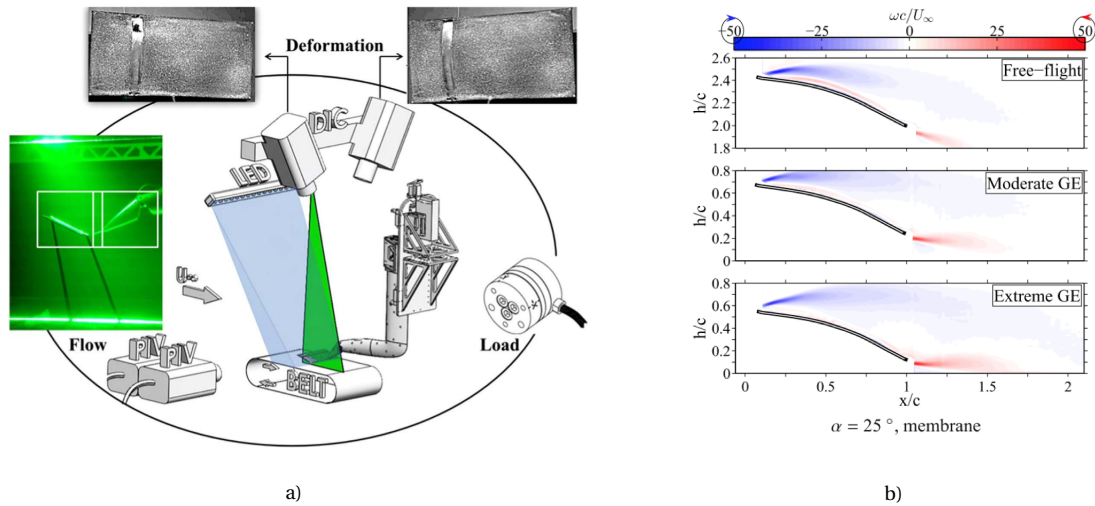 Deformation
DIC
LED
U∞
Flow
PIV
PIV
BELT
Load
a)
ωc/U∞
−50 −25 0 25 50
Free−flight
h/c
2.6
2.4
2.2
2.0
1.8
Moderate GE
h/c
0.8
0.6
0.4
0.2
0
Extreme GE
h/c
0.8
0.6
0.4
0.2
0
0 0.5 1 1.5 2
x/c
α = 25 °, membrane
b)